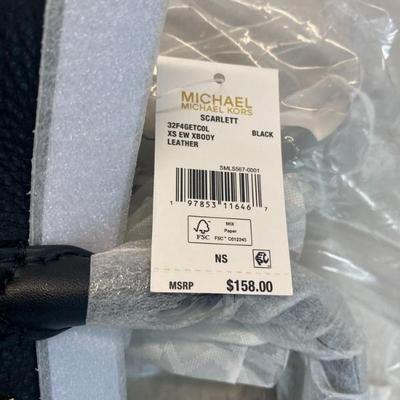 MICHAEL
MICHAEL KORS
SCARLETT
32F4GETC0L BLACK
XS EW XBODY
LEATHER
SMLS567-0001
1 97853 11646 7
FSC
MIX
Paper
FSC™ C012345
NS
MSRP $158.00